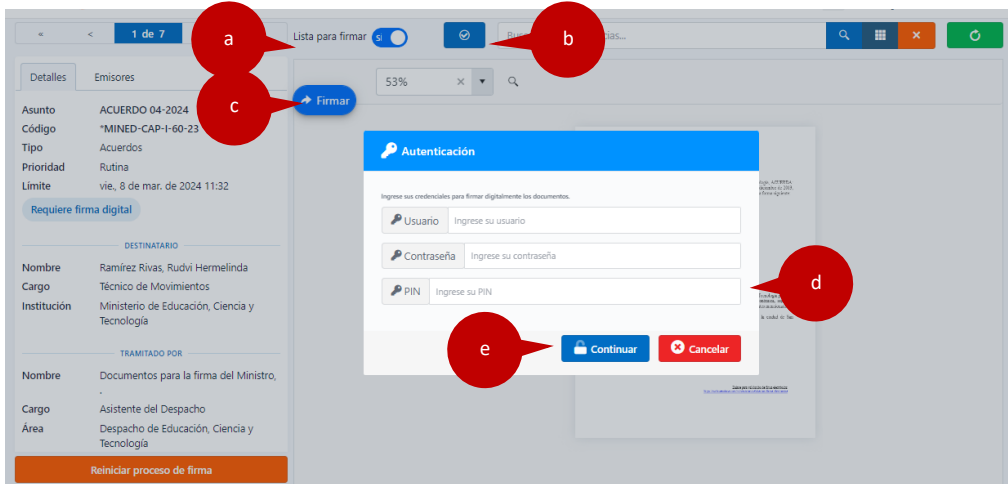 « < 1 de 7
a
Lista para firmar si
b
Detalles Emisores
53% ×
c
Firmar
Asunto ACUERDO 04-2024
Código *MINED-CAP-I-60-23
Tipo Acuerdos
Prioridad Rutina
Límite vie., 8 de mar. de 2024 11:32
Requiere firma digital
DESTINATARIO
Nombre Ramírez Rivas, Rudvi Hermelinda
Cargo Técnico de Movimientos
Institución Ministerio de Educación, Ciencia y
Tecnología
TRAMITADO POR
Nombre Documentos para la firma del Ministro,
.
Cargo Asistente del Despacho
Área Despacho de Educación, Ciencia y
Tecnología
Reiniciar proceso de firma
Autenticación
Ingrese sus credenciales para firmar digitalmente los documentos.
Usuario Ingrese su usuario
Contraseña Ingrese su contraseña
PIN Ingrese su PIN
d
e
Continuar Cancelar